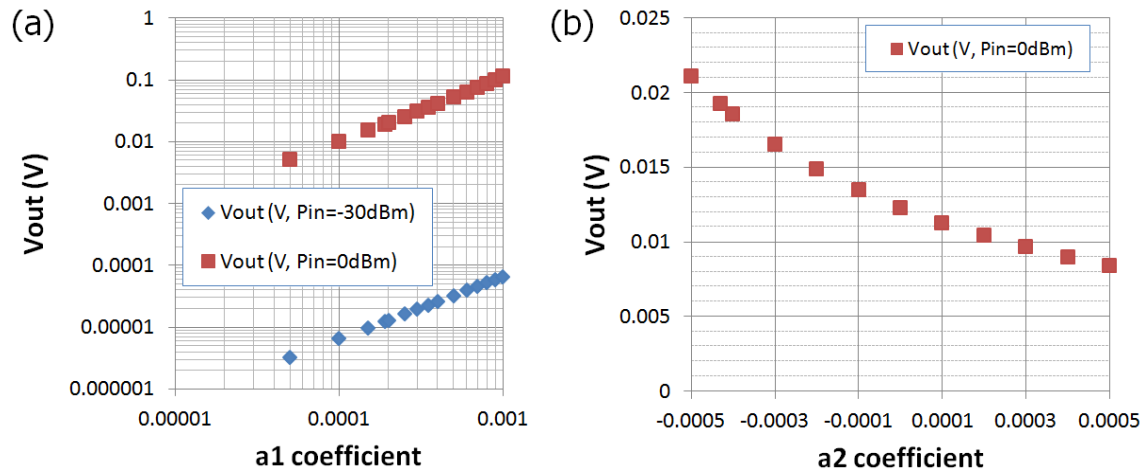 (a)
1
0.1
0.01
0.001
0.0001
0.00001
0.000001
Vout (V)
Vout (V, Pin=-30dBm)
Vout (V, Pin=0dBm)
0.00001 0.0001 0.001
a1 coefficient
(b)
0.025
0.02
0.015
0.01
0.005
0
Vout (V)
Vout (V, Pin=0dBm)
-0.0005 -0.0003 -0.0001 0.0001 0.0003 0.0005
a2 coefficient